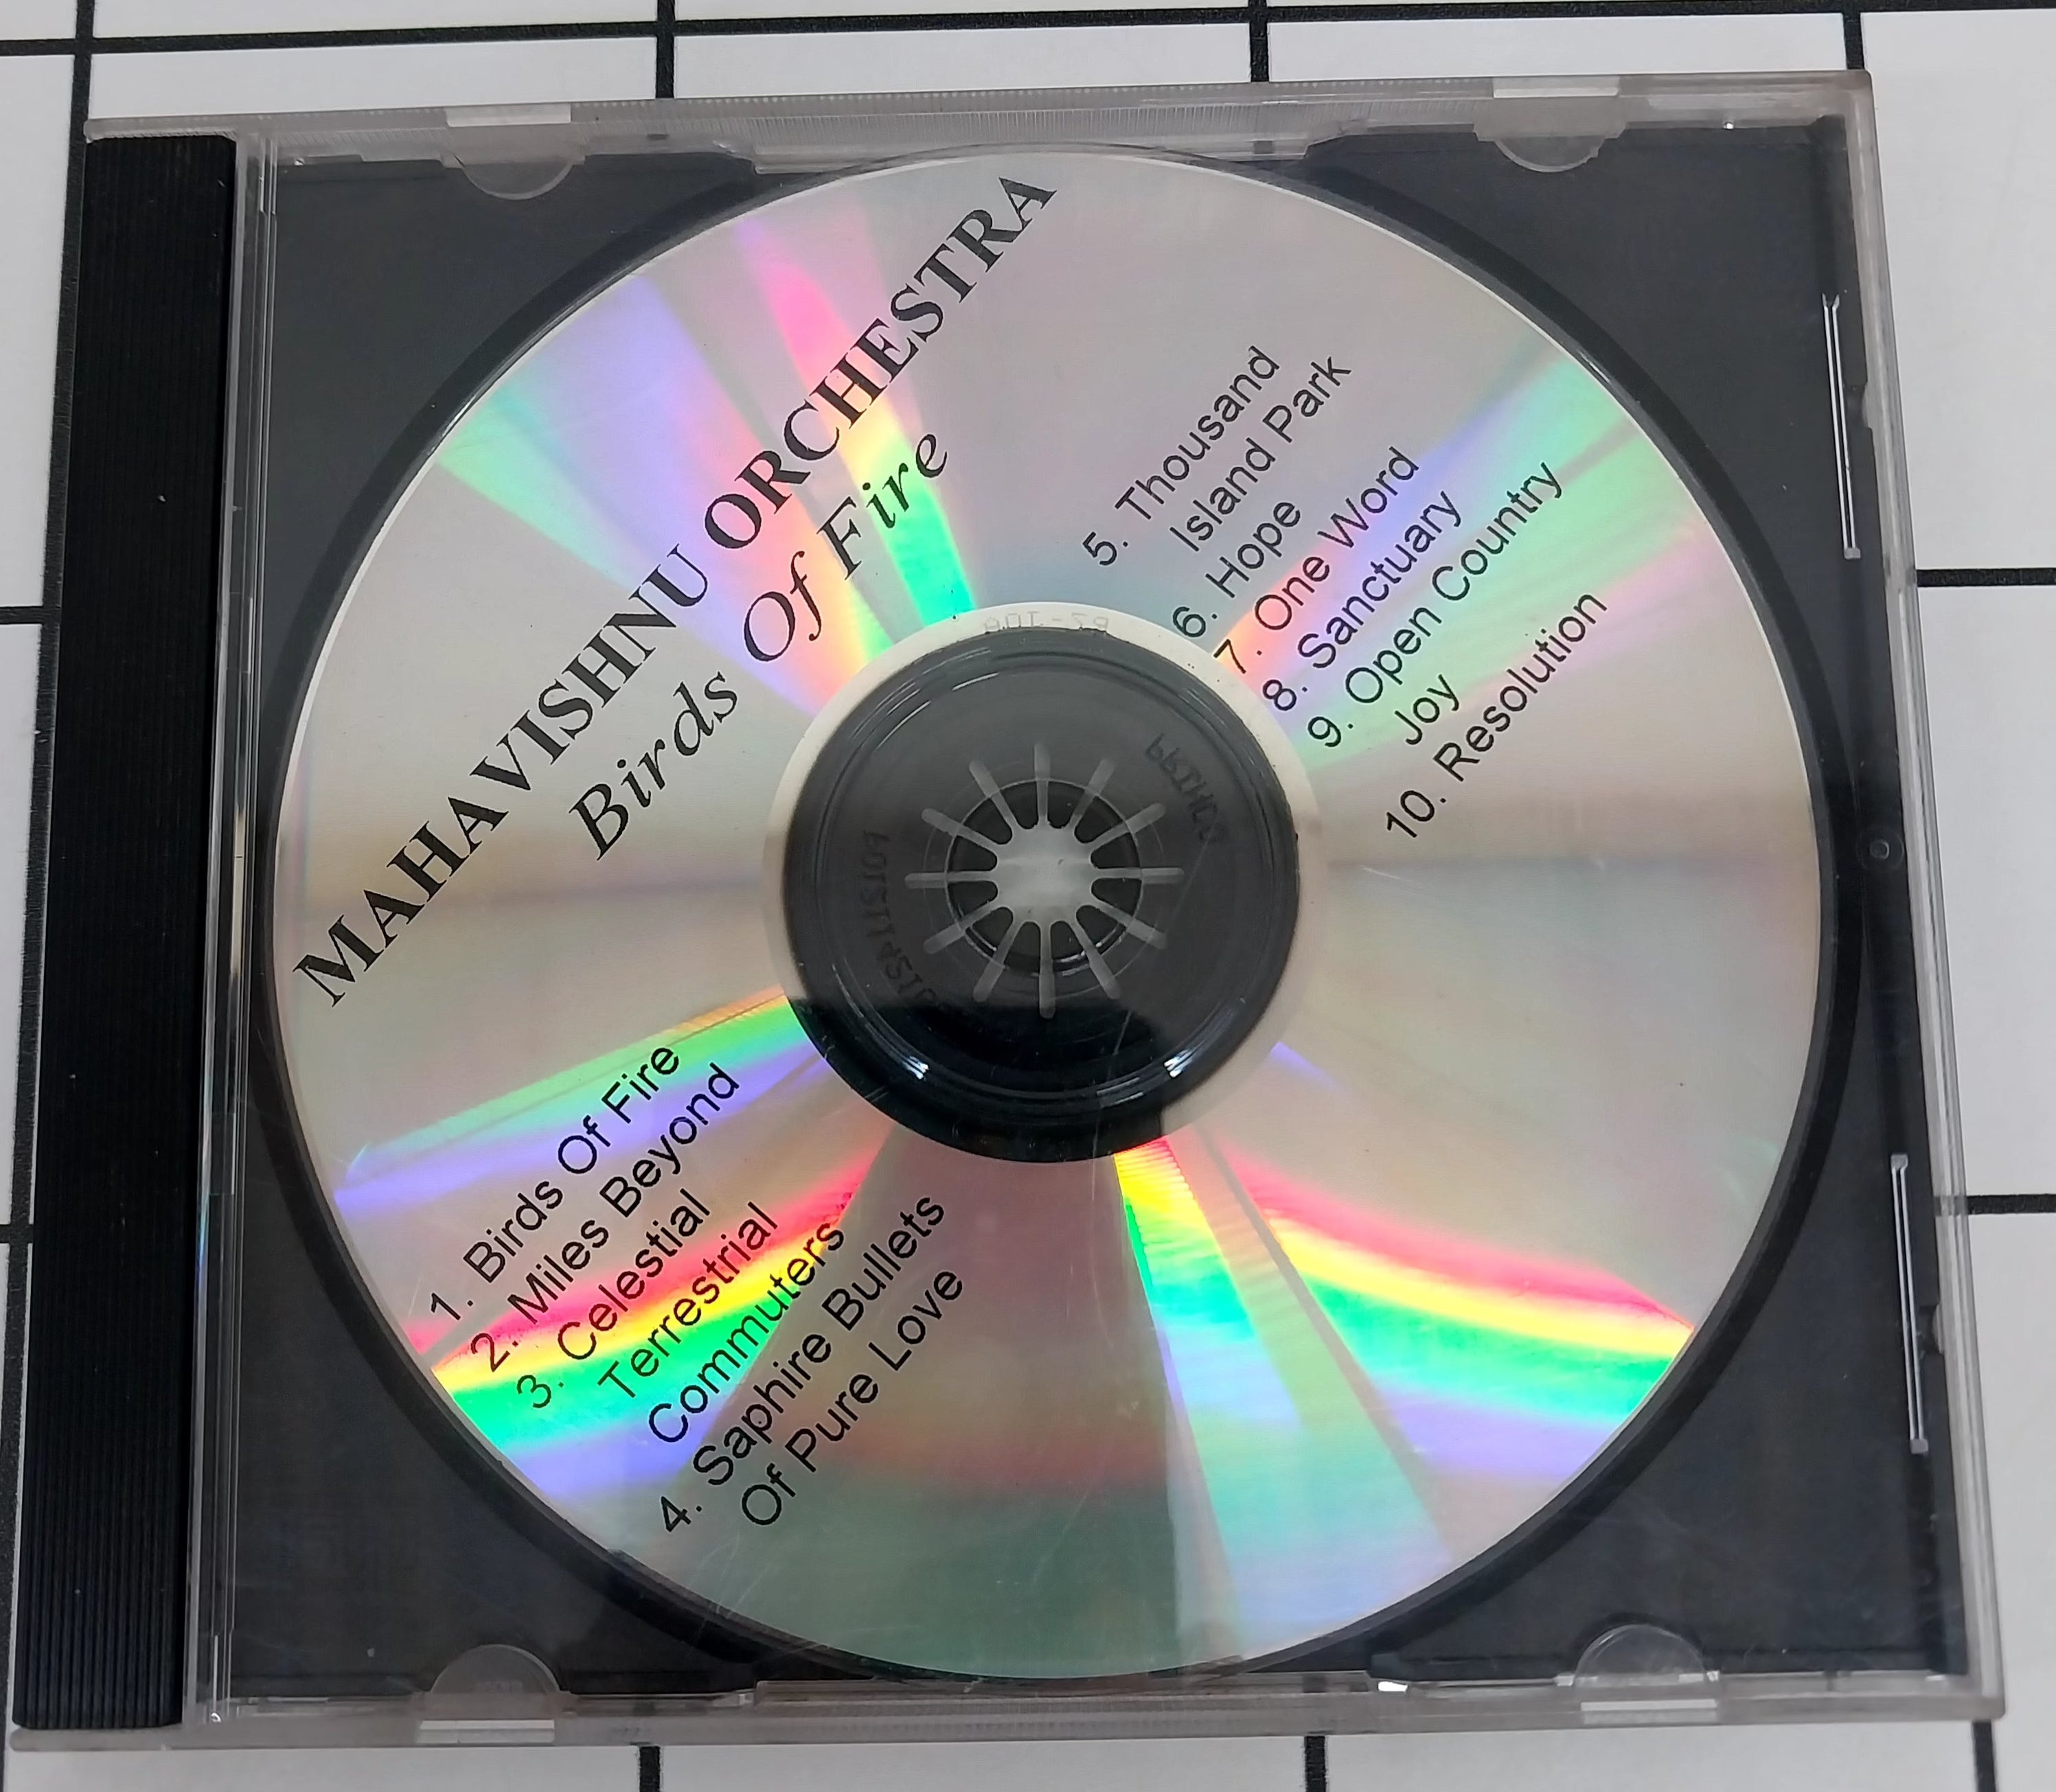 MAHAVISHNU ORCHESTRA
Birds Of Fire
1. Birds Of Fire
2. Miles Beyond
3. Celestial
Terrestrial
Commuters
4. Saphire Bullets
Of Pure Love
5. Thousand
Island Park
6. Hope
7. One Word
8. Sanctuary
9. Open Country
Joy
10. Resolution